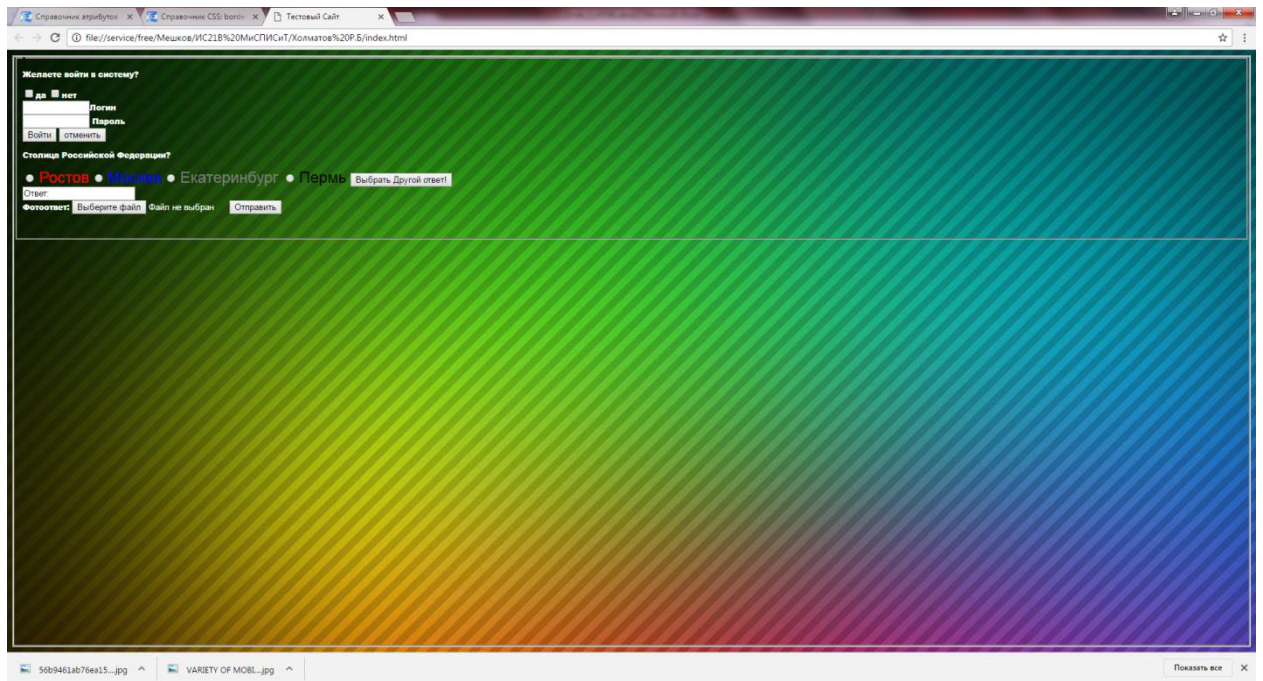 Справочник атрибутов Справочник CSS: borde Тестовый Сайт
file://service/free/Мешков/ИС21В%20МиСПИСиТ/Холматов%20Р.Б/index.html
Желаете войти в систему?
да нет
Логин
Пароль
Войти отменить
Столица Российской Федерации?
Ростов Москва Екатеринбург Пермь Выбрать Другой ответ!
Ответ:
Фотоответ: Выберите файл Файл не выбран Отправить
56b9461ab76ea15...jpg VARIETY OF MOBI...jpg Показать все